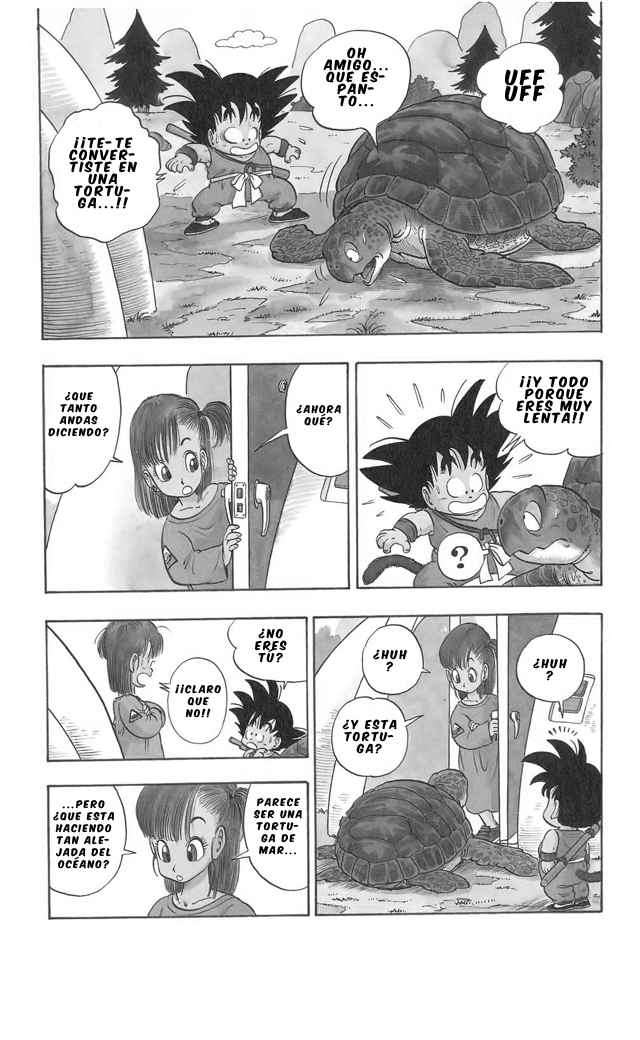 UFF
UFF
OH
AMIGO...
QUE ES-
PAN-
TO...
¡¡TE-TE
CONVER-
TISTE EN
UNA
TORTU-
GA...!!
¡¡Y TODO
PORQUE
ERES MUY
LENTA!!
?
¿AHORA
QUÉ?
¿QUE
TANTO
ANDAS
DICIENDO?
¿HUH
?
¿HUH
?
¿Y ESTA
TORTU-
GA?
¿NO
ERES
TÚ?
¡¡CLARO
QUE
NO!!
PARECE
SER UNA
TORTU-
GA DE
MAR...
...PERO
¿QUE ESTA
HACIENDO
TAN ALE-
JADA DEL
OCÉANO?